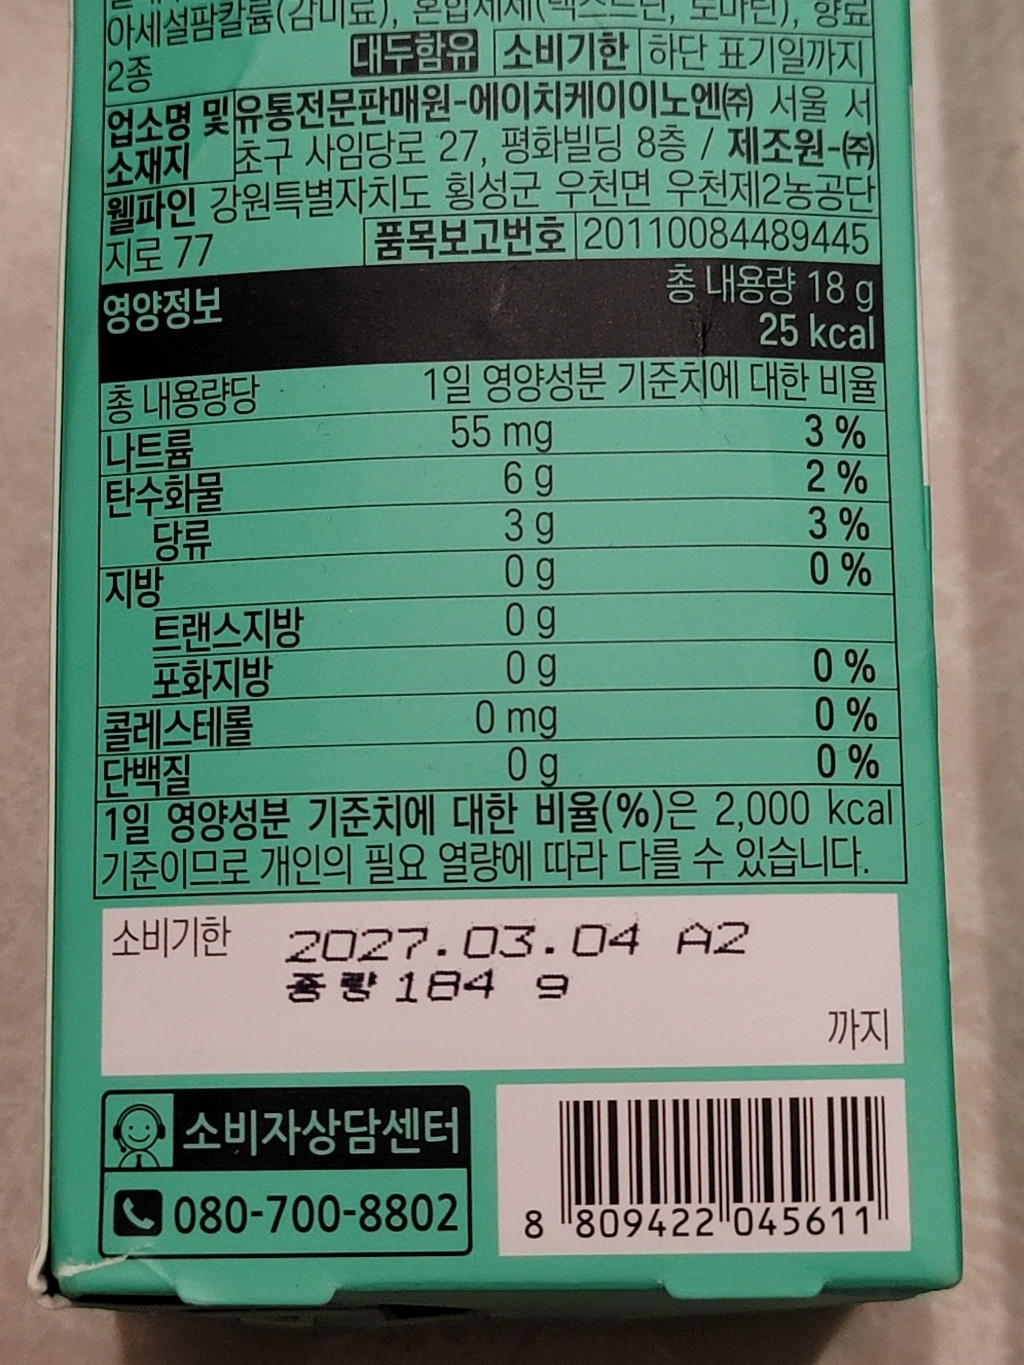 아세설팜칼륨(감미료), 혼합제제(덱스트린, 토마틴), 향료
2종 대두함유 소비기한 하단 표기일까지
업소명 및 소재지 유통전문판매원-에이치케이이노엔㈜ 서울 서
초구 사임당로 27, 평화빌딩 8층 / 제조원-㈜
웰파인 강원특별자치도 횡성군 우천면 우천제2농공단
지로 77 품목보고번호 20110084489445
영양정보 총 내용량 18 g
25 kcal
총 내용량당 1일 영양성분 기준치에 대한 비율
나트륨 55 mg 3 %
탄수화물 6 g 2 %
당류 3 g 3 %
지방 0 g 0 %
트랜스지방 0 g
포화지방 0 g 0 %
콜레스테롤 0 mg 0 %
단백질 0 g 0 %
1일 영양성분 기준치에 대한 비율(%)은 2,000 kcal
기준이므로 개인의 필요 열량에 따라 다를 수 있습니다.
소비기한 2027.03.04 A2
중량 184 g
까지
소비자상담센터
080-700-8802
8 809422 045611